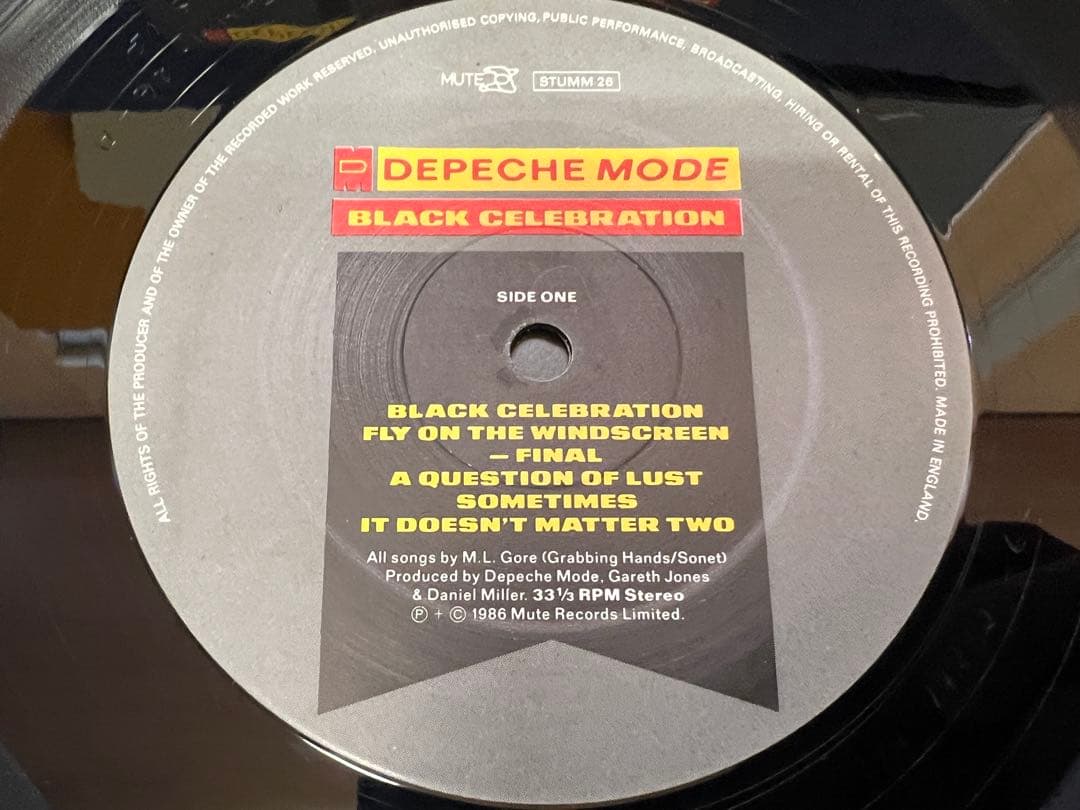 ALL RIGHTS OF THE PRODUCER AND OF THE OWNER OF THE RECORDED WORK RESERVED. UNAUTHORISED COPYING, PUBLIC PERFORMANCE, BROADCASTING, HIRING OR RENTAL OF THIS RECORDING PROHIBITED. MADE IN ENGLAND.
MUTE STUMM 26
DM DEPECHE MODE
BLACK CELEBRATION
SIDE ONE
BLACK CELEBRATION
FLY ON THE WINDSCREEN
– FINAL
A QUESTION OF LUST
SOMETIMES
IT DOESN'T MATTER TWO
All songs by M.L. Gore (Grabbing Hands/Sonet)
Produced by Depeche Mode, Gareth Jones
& Daniel Miller. 33⅓ RPM Stereo
℗ + © 1986 Mute Records Limited.